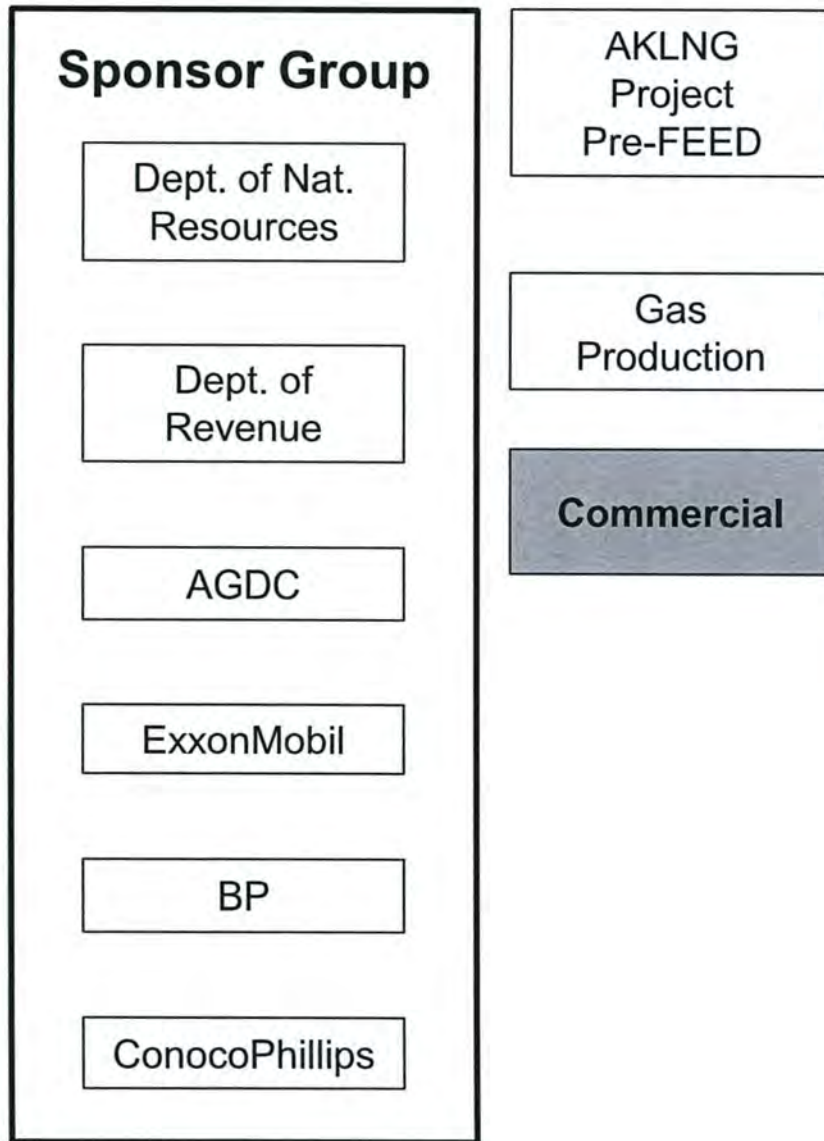 Sponsor Group
Dept. of Nat.
Resources
Dept. of
Revenue
AGDC
ExxonMobil
BP
ConocoPhillips
AKLNG
Project
Pre-FEED
Gas
Production
Commercial